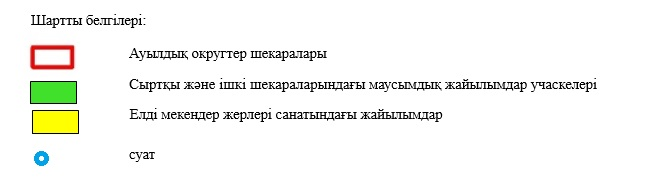 Шартты белгілері:
Ауылдық округтер шекаралары
Сыртқы және ішкі шекараларындағы маусымдық жайылымдар учаскелері
Елді мекендер жерлері санатындағы жайылымдар
суат